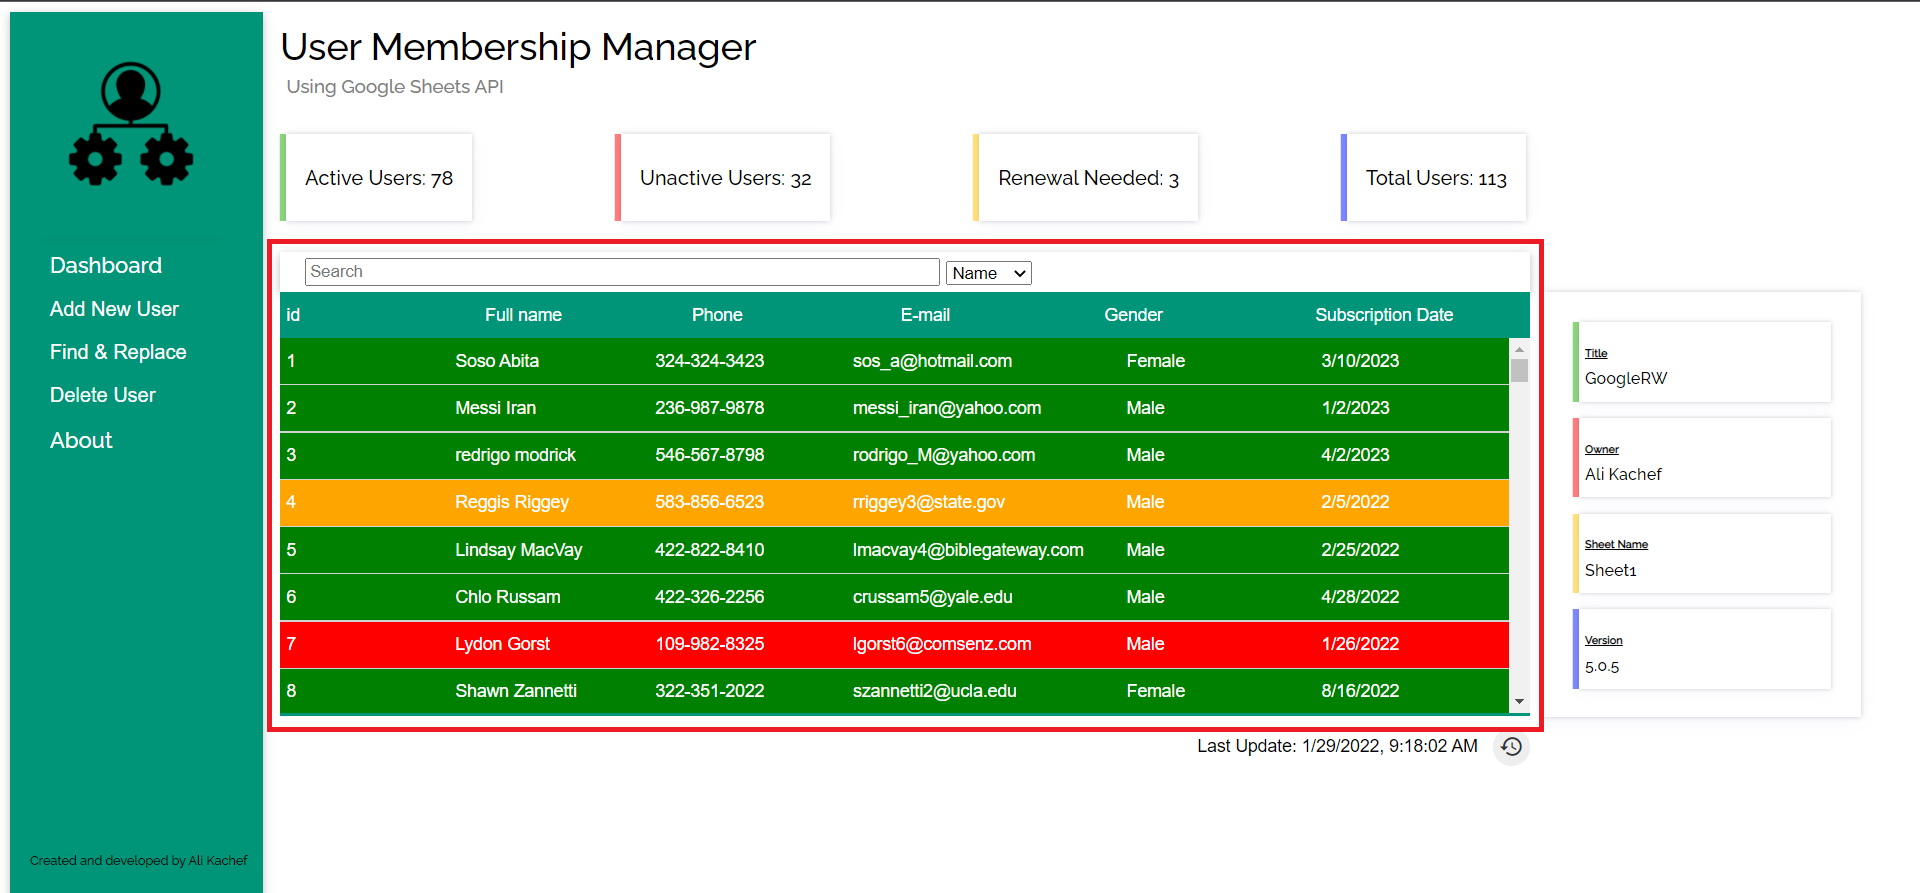 User Membership Manager
Using Google Sheets API
Active Users: 78
Unactive Users: 32
Renewal Needed: 3
Total Users: 113
Dashboard
Add New User
Find & Replace
Delete User
About
Created and developed by Ali Kachef
Search
Name
id Full name Phone E-mail Gender Subscription Date
1 Soso Abita 324-324-3423 sos_a@hotmail.com Female 3/10/2023
2 Messi Iran 236-987-9878 messi_iran@yahoo.com Male 1/2/2023
3 redrigo modrick 546-567-8798 rodrigo_M@yahoo.com Male 4/2/2023
4 Reggis Riggey 583-856-6523 rriggey3@state.gov Male 2/5/2022
5 Lindsay MacVay 422-822-8410 lmacvay4@biblegateway.com Male 2/25/2022
6 Chlo Russam 422-326-2256 crussam5@yale.edu Male 4/28/2022
7 Lydon Gorst 109-982-8325 lgorst6@comsenz.com Male 1/26/2022
8 Shawn Zannetti 322-351-2022 szannetti2@ucla.edu Female 8/16/2022
Last Update: 1/29/2022, 9:18:02 AM
Title
GoogleRW
Owner
Ali Kachef
Sheet Name
Sheet1
Version
5.0.5